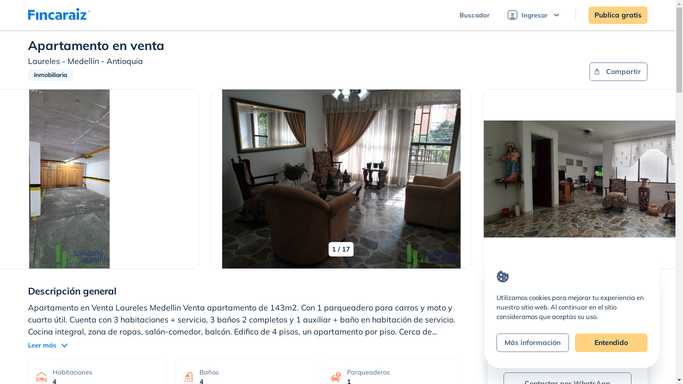 Fincaraiz
Buscador
Ingresar
Publica gratis
Apartamento en venta
Laureles - Medellín - Antioquia
Inmobiliaria
Compartir
1 / 17
Descripción general
Apartamento en Venta Laureles Medellin Venta apartamento de 143m2. Con 1 parqueadero para carros y moto y
cuarto útil. Cuenta con 3 habitaciones + servicio, 3 baños 2 completos y 1 auxiliar + baño en habitación de servicio.
Cocina integral, zona de ropas, salón-comedor, balcón. Edifico de 4 pisos, un apartamento por piso. Cerca de...
Leer más
Habitaciones
4
Baños
4
Parqueaderos
1
Utilizamos cookies para mejorar tu experiencia en
nuestro sitio web. Al continuar en el sitio
consideramos que aceptas su uso.
Más información
Entendido
Contactar por WhatsApp